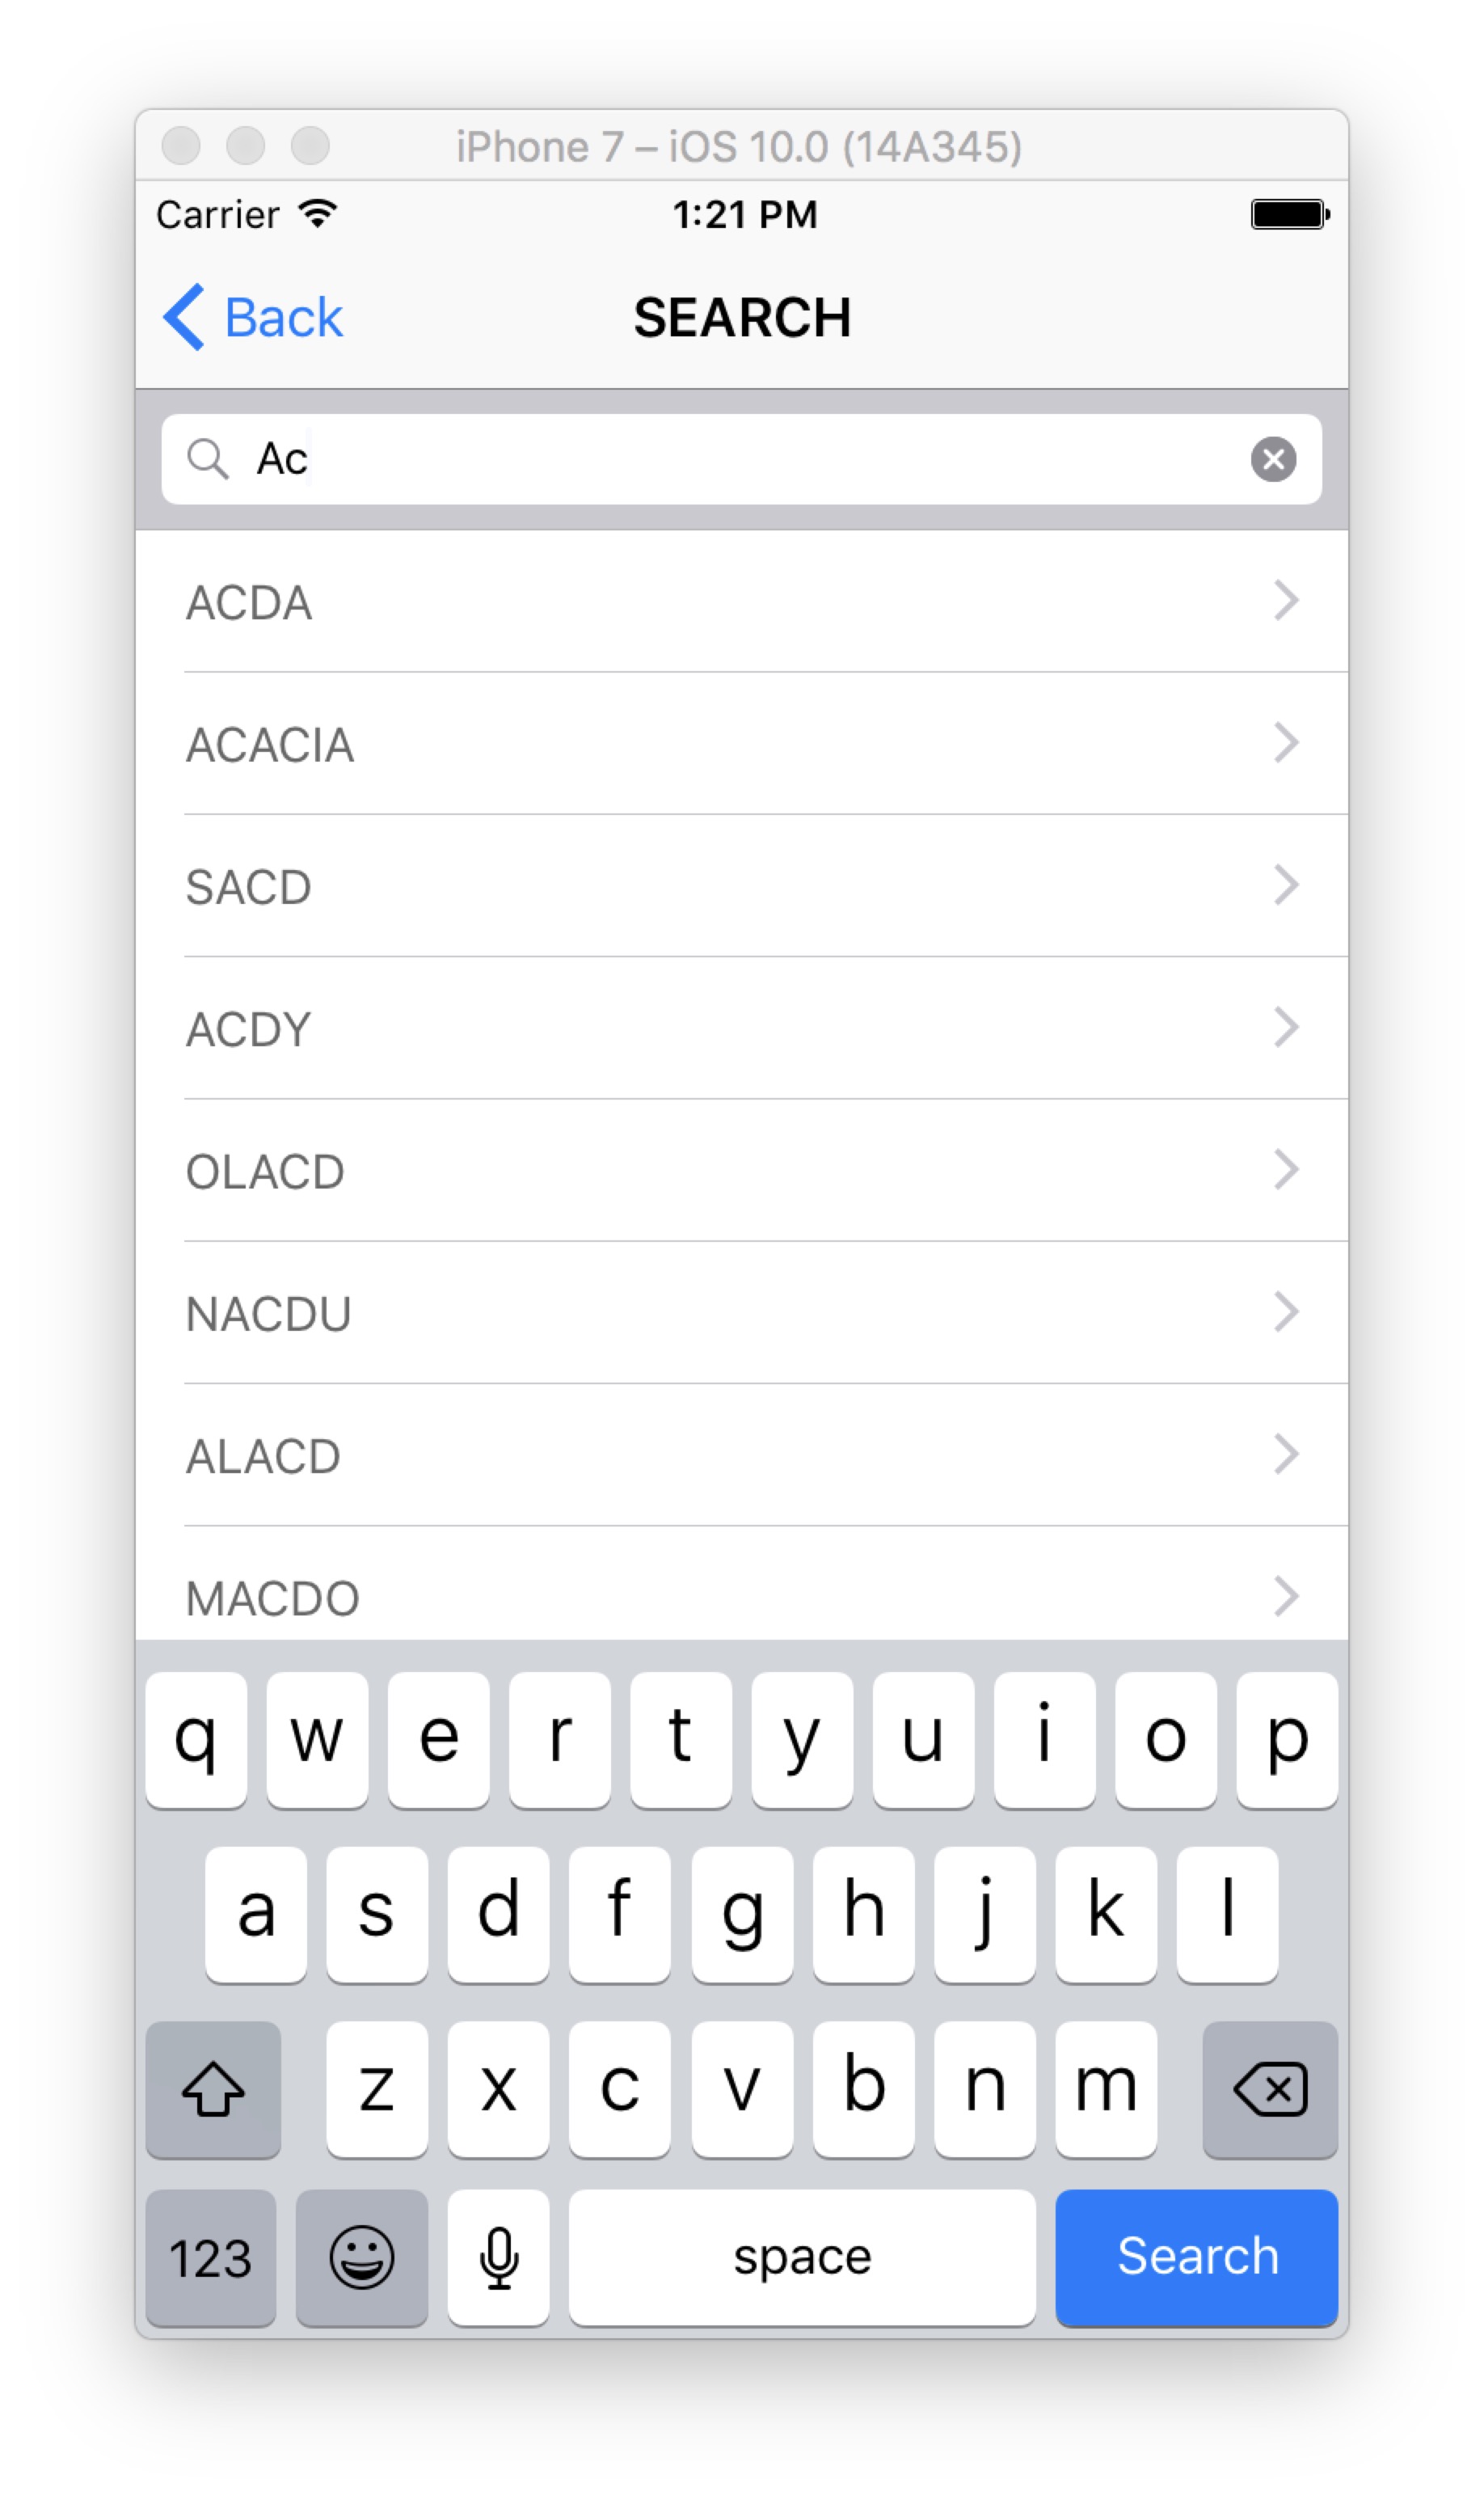 iPhone 7 – iOS 10.0 (14A345)
Carrier 1:21 PM
Back SEARCH
Ac
ACDA
ACACIA
SACD
ACDY
OLACD
NACDU
ALACD
MACDO
q w e r t y u i o p
a s d f g h j k l
z x c v b n m
123 space Search